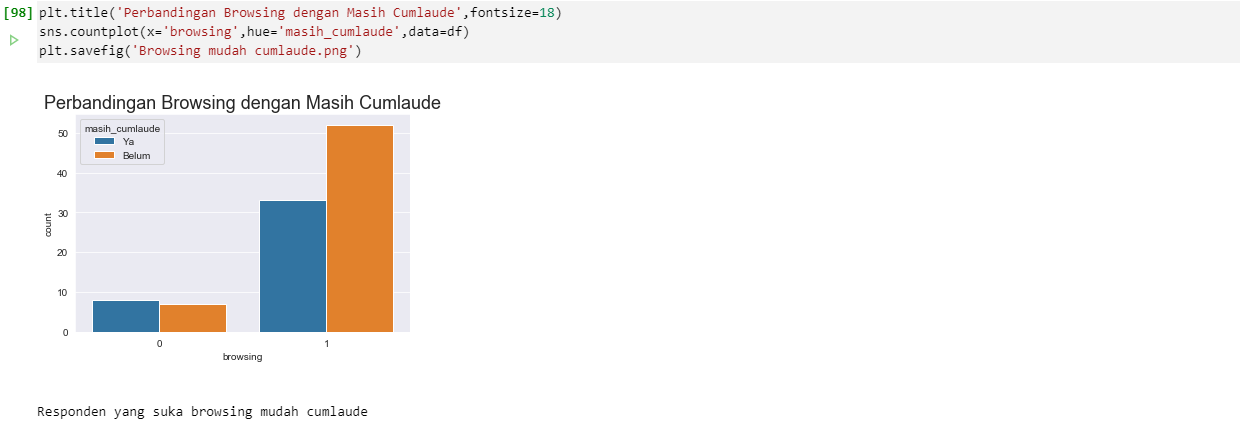 [98] plt.title('Perbandingan Browsing dengan Masih Cumlaude',fontsize=18)
sns.countplot(x='browsing',hue='masih_cumlaude',data=df)
plt.savefig('Browsing mudah cumlaude.png')
Perbandingan Browsing dengan Masih Cumlaude
masih_cumlaude
Ya
Belum
50
40
30
20
10
0
count
0 1
browsing
Responden yang suka browsing mudah cumlaude